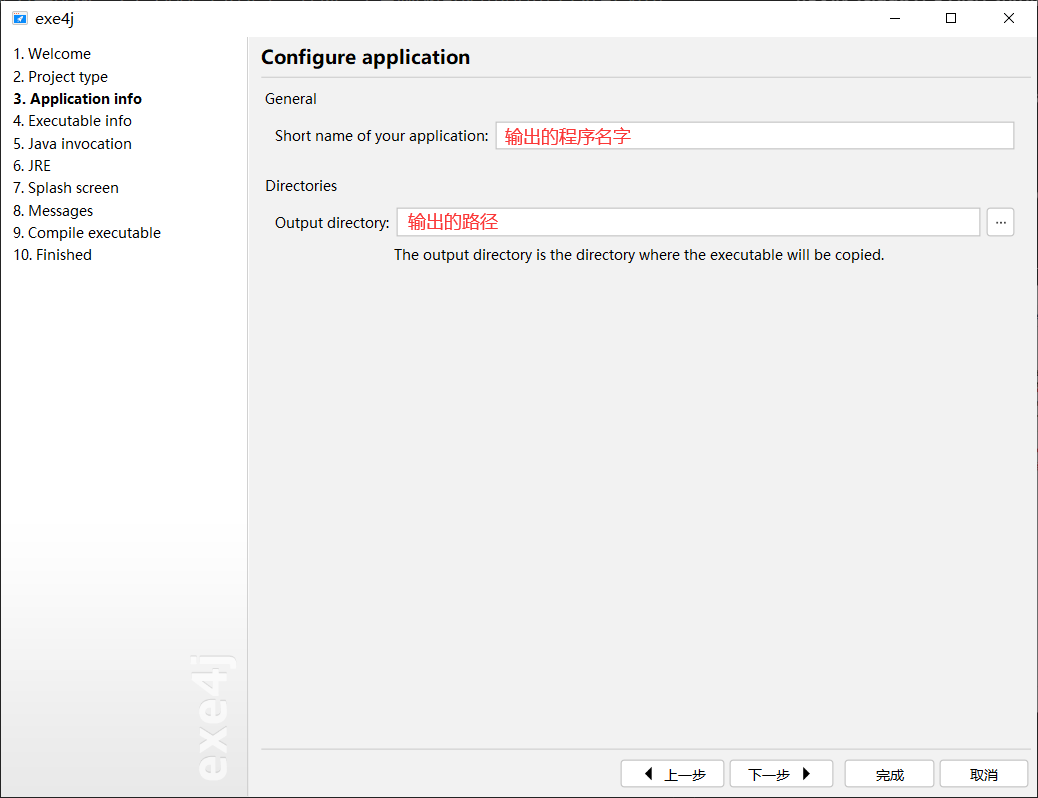 exe4j
1. Welcome
2. Project type
3. Application info
4. Executable info
5. Java invocation
6. JRE
7. Splash screen
8. Messages
9. Compile executable
10. Finished
exe4j
Configure application
General
Short name of your application: 输出的程序名字
Directories
Output directory: 输出的路径 ...
The output directory is the directory where the executable will be copied.
上一步 下一步 完成 取消